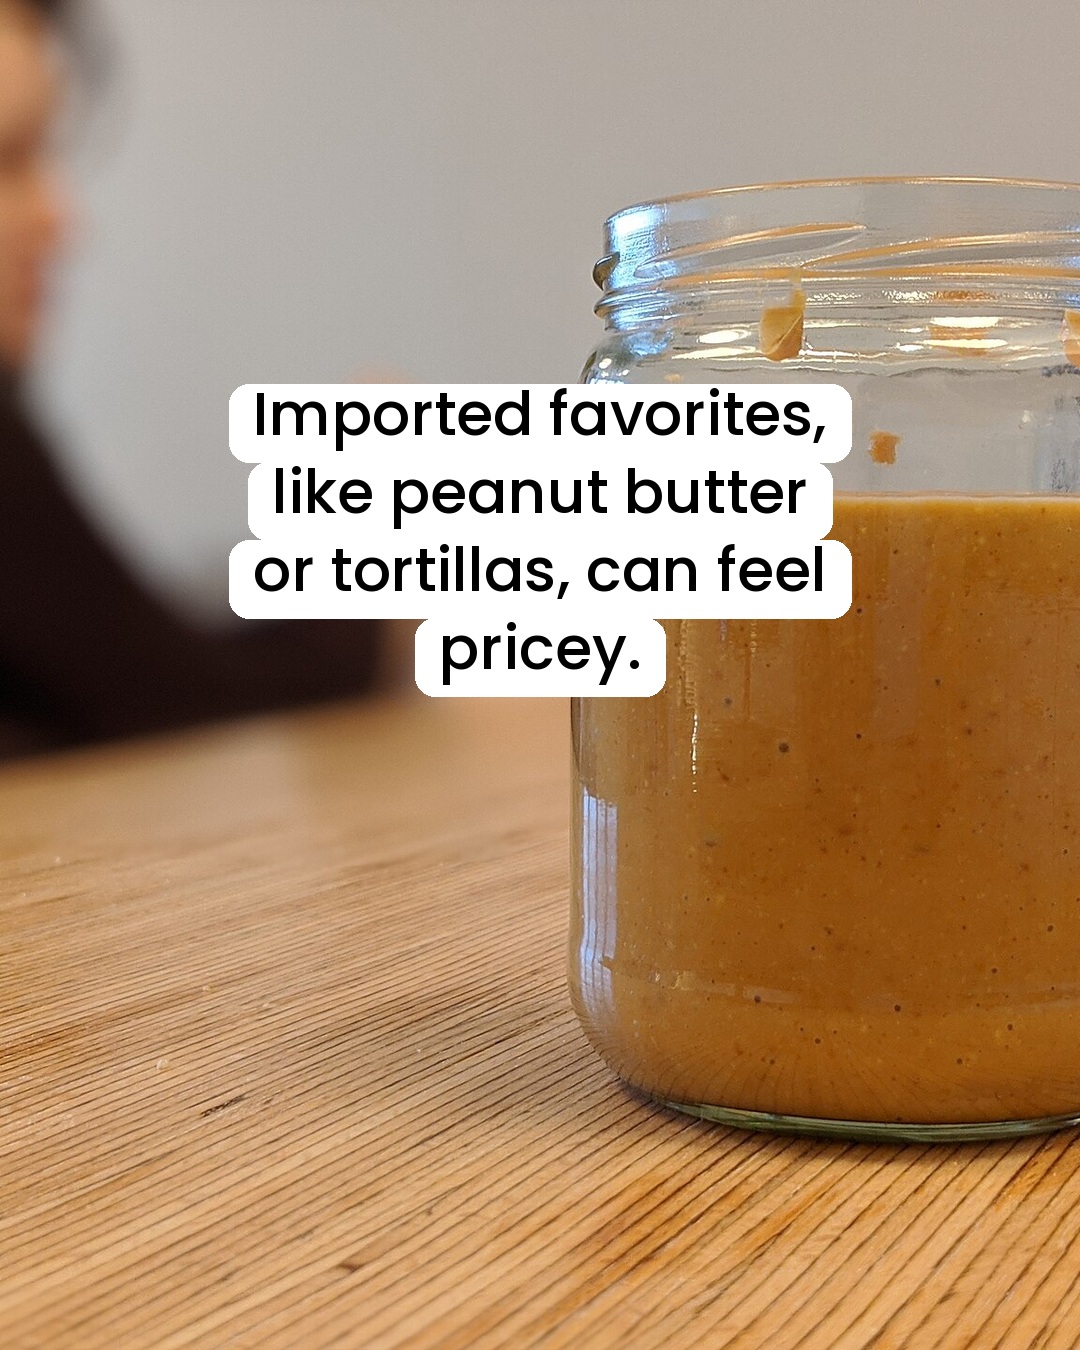 Imported favorites,
like peanut butter
or tortillas, can feel
pricey.